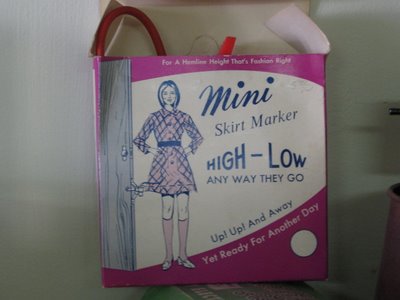 For A Hemline Height That's Fashion Right
Mini
Skirt Marker
HIGH-LOW
ANY WAY THEY GO
Up! Up! And Away
Yet Ready For Another Day